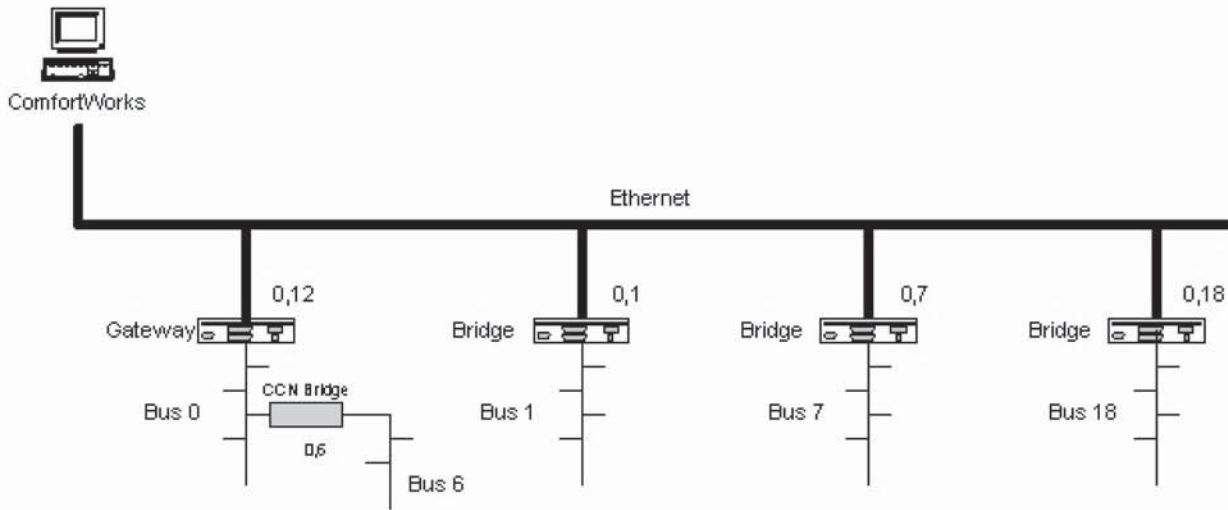 ComfortWorks
Ethernet
0,12
0,1
0,7
0,18
Gateway
Bridge
Bridge
Bridge
CCN Bridge
Bus 0
Bus 1
Bus 7
Bus 18
0,6
Bus 6